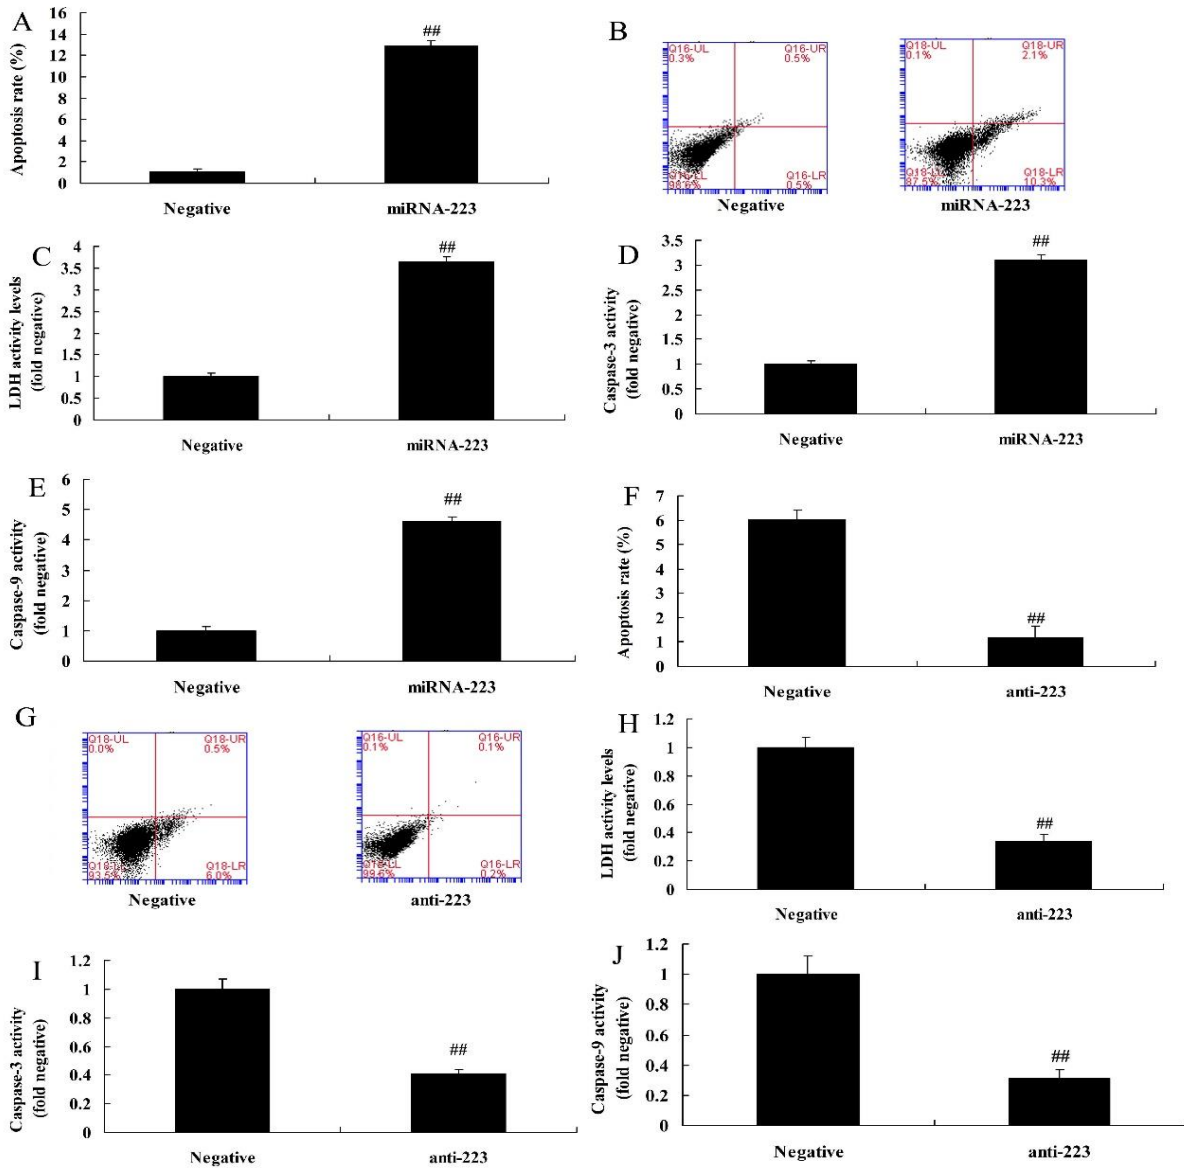 A
Apoptosis rate (%)
16
14
12
10
8
6
4
2
0
##
Negative
miRNA-223
B
Q16-UL
0.3%
Q16-UR
0.5%
98.6%
Q16-LR
0.5%
Negative
Q18-UL
0.1%
Q18-UR
2.1%
87.5%
Q18-LR
10.3%
miRNA-223
C
LDH activity levels
(fold negative)
4
3.5
3
2.5
2
1.5
1
0.5
0
##
Negative
miRNA-223
D
Caspase-3 activity
(fold negative)
3.5
3
2.5
2
1.5
1
0.5
0
##
Negative
miRNA-223
E
Caspase-9 activity
(fold negative)
6
5
4
3
2
1
0
##
Negative
miRNA-223
F
Apoptosis rate (%)
7
6
5
4
3
2
1
0
##
Negative
anti-223
G
Q18-UL
0.0%
Q18-UR
0.5%
93.5%
Q18-LR
6.0%
Negative
Q16-UL
0.1%
Q16-UR
0.1%
99.6%
Q16-LR
0.2%
anti-223
H
LDH activity levels
(fold negative)
1.2
1
0.8
0.6
0.4
0.2
0
##
Negative
anti-223
I
Caspase-3 activity
(fold negative)
1.2
1
0.8
0.6
0.4
0.2
0
##
Negative
anti-223
J
Caspase-9 activity
(fold negative)
1.2
1
0.8
0.6
0.4
0.2
0
##
Negative
anti-223